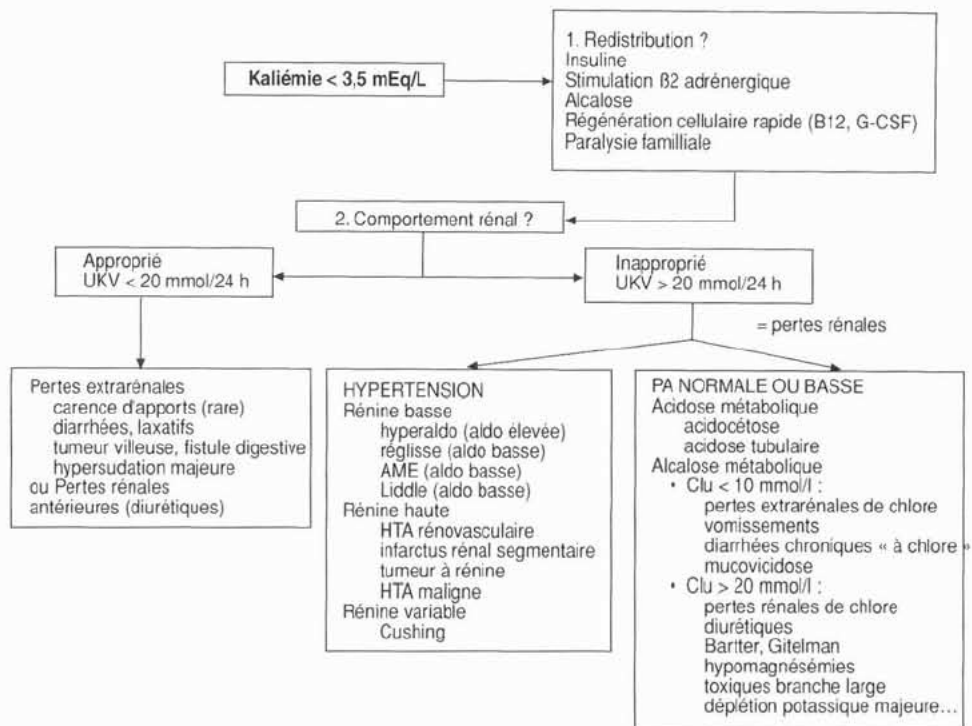 Kaliémie < 3,5 mEq/L
1. Redistribution ?
Insuline
Stimulation ß2 adrénergique
Alcalose
Régénération cellulaire rapide (B12, G-CSF)
Paralysie familliale
2. Comportement rénal ?
Approprié
UKV < 20 mmol/24 h
Inapproprié
UKV > 20 mmol/24 h
= pertes rénales
Pertes extrarénales
carence d'apports (rare)
diarrhées, laxatifs
tumeur villeuse, fistule digestive
hypersudation majeure
ou Pertes rénales
antérieures (diurétiques)
HYPERTENSION
Rénine basse
hyperaldo (aldo élevée)
réglisse (aldo basse)
AME (aldo basse)
Liddle (aldo basse)
Rénine haute
HTA rénovasculaire
infarctus rénal segmentaire
tumeur à rénine
HTA maligne
Rénine variable
Cushing
PA NORMALE OU BASSE
Acidose métabolique
acidocétose
acidose tubulaire
Alcalose métabolique
• Clu < 10 mmol/l :
pertes extrarénales de chlore
vomissements
diarrhées chroniques « à chlore »
mucovicidose
• Clu > 20 mmol/l :
pertes rénales de chlore
diurétiques
Bartter, Gitelman
hypomagnésémies
toxiques branche large
déplétion potassique majeure…